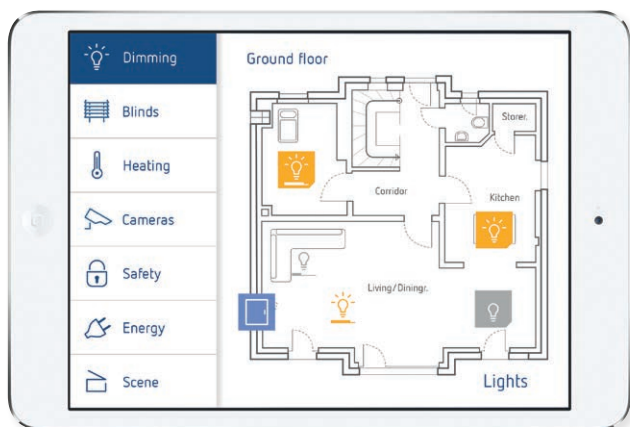 Dimming
Blinds
Heating
Cameras
Safety
Energy
Scene
Ground floor
Storer.
Corridor
Kitchen
Living/Diningr.
Lights